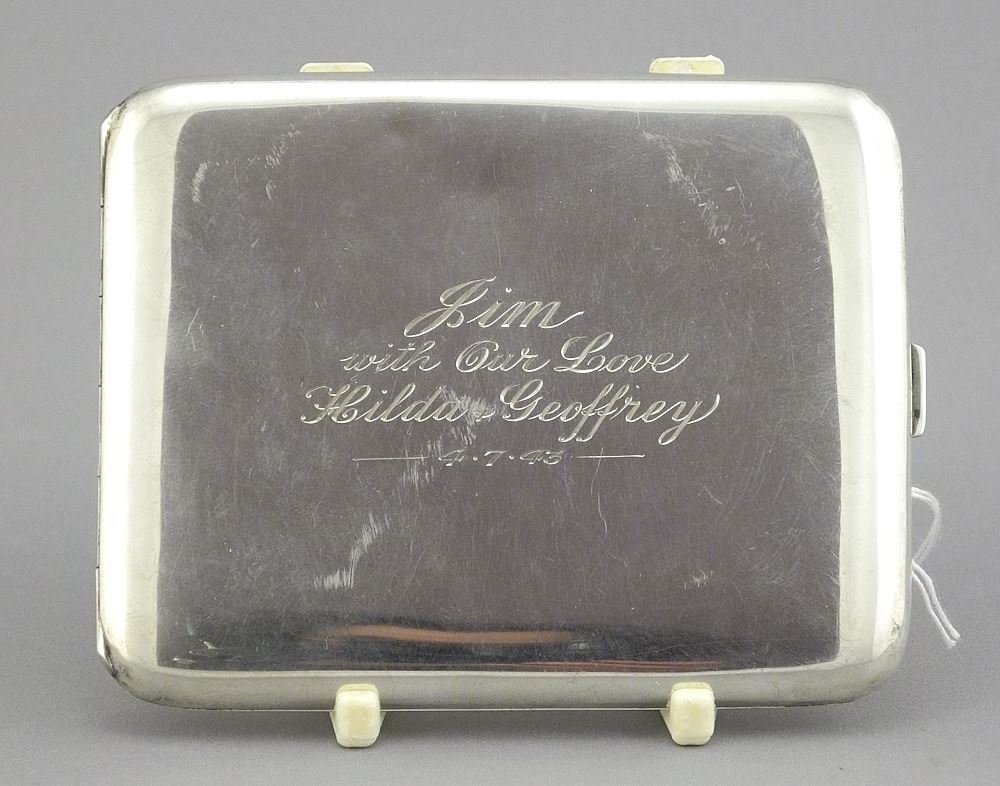 Jim
with Our Love
Hilda & Geoffrey
4.7.43